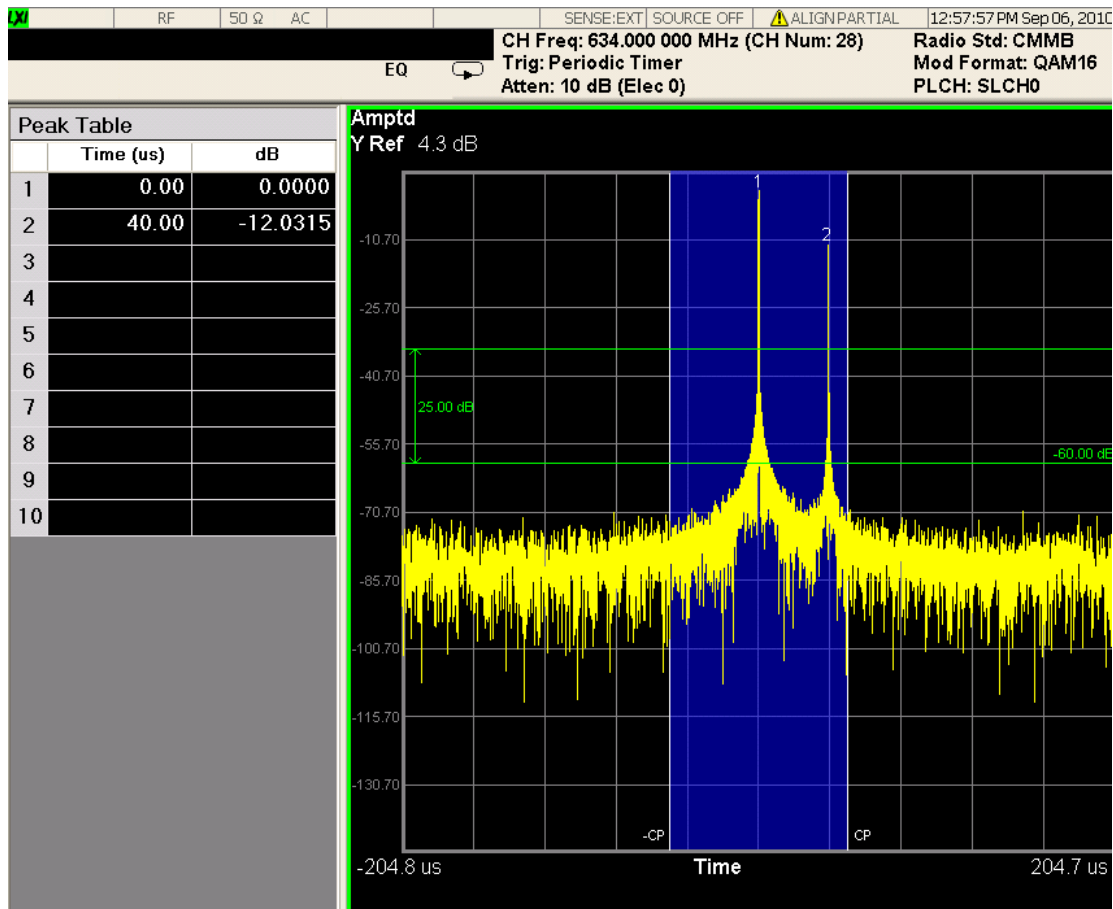 LXI RF 50 Ω AC SENSE:EXT SOURCE OFF ALIGN PARTIAL 12:57:57 PM Sep 06, 2010
CH Freq: 634.000 000 MHz (CH Num: 28) Radio Std: CMMB
EQ Trig: Periodic Timer Mod Format: QAM16
Atten: 10 dB (Elec 0) PLCH: SLCH0
Peak Table
Time (us) dB
1 0.00 0.0000
2 40.00 -12.0315
3
4
5
6
7
8
9
10
Amptd
Y Ref 4.3 dB
1
2
-10.70
-25.70
-40.70
25.00 dB
-55.70
-60.00 dB
-70.70
-85.70
-100.70
-115.70
-130.70
-CP CP
-204.8 us Time 204.7 us